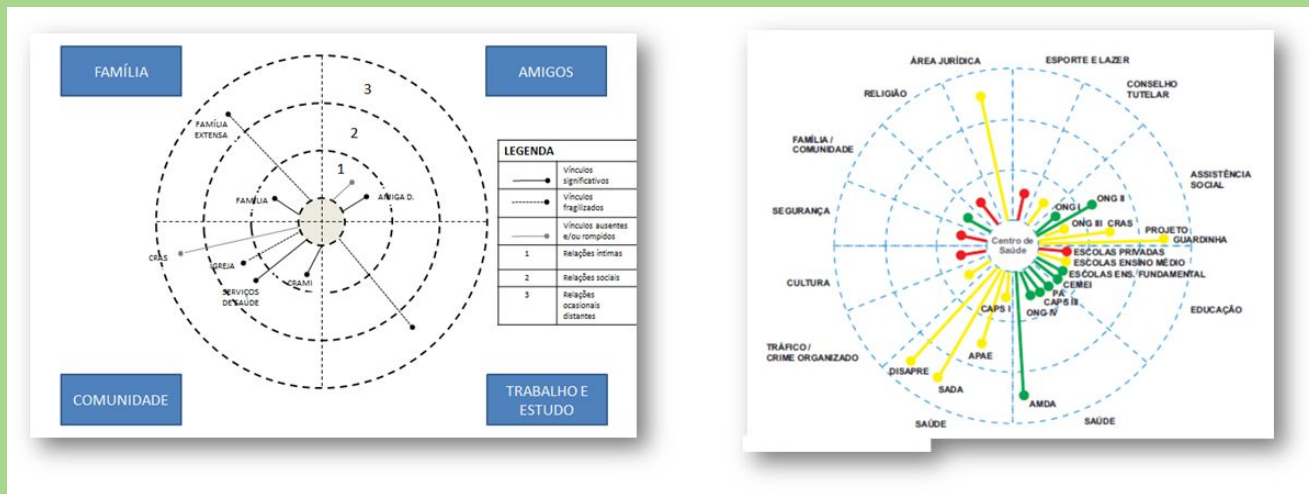 FAMÍLIA
AMIGOS
3
2
1
FAMÍLIA
EXTENSA
FAMÍLIA
AMIGA D.
CRAS
IGREJA
SERVIÇOS
DE SAÚDE
CRAMI
COMUNIDADE
TRABALHO E
ESTUDO
LEGENDA
Vínculos
significativos
Vínculos
fragilizados
Vínculos ausentes
e/ou rompidos
1 Relações íntimas
2 Relações sociais
3 Relações
ocasionais
distantes
ÁREA JURÍDICA
ESPORTE E LAZER
RELIGIÃO
CONSELHO
TUTELAR
FAMÍLIA /
COMUNIDADE
ASSISTÊNCIA
SOCIAL
SEGURANÇA
ONG I
ONG II
ONG III
CRAS
PROJETO
GUARDINHA
Centro de
Saúde
ESCOLAS PRIVADAS
ESCOLAS ENSINO MÉDIO
ESCOLAS ENS. FUNDAMENTAL
CEMEI
PA
CAPS III
ONG IV
CAPS I
CULTURA
EDUCAÇÃO
TRÁFICO /
CRIME ORGANIZADO
APAE
DISAPRE
SADA
AMDA
SAÚDE
SAÚDE